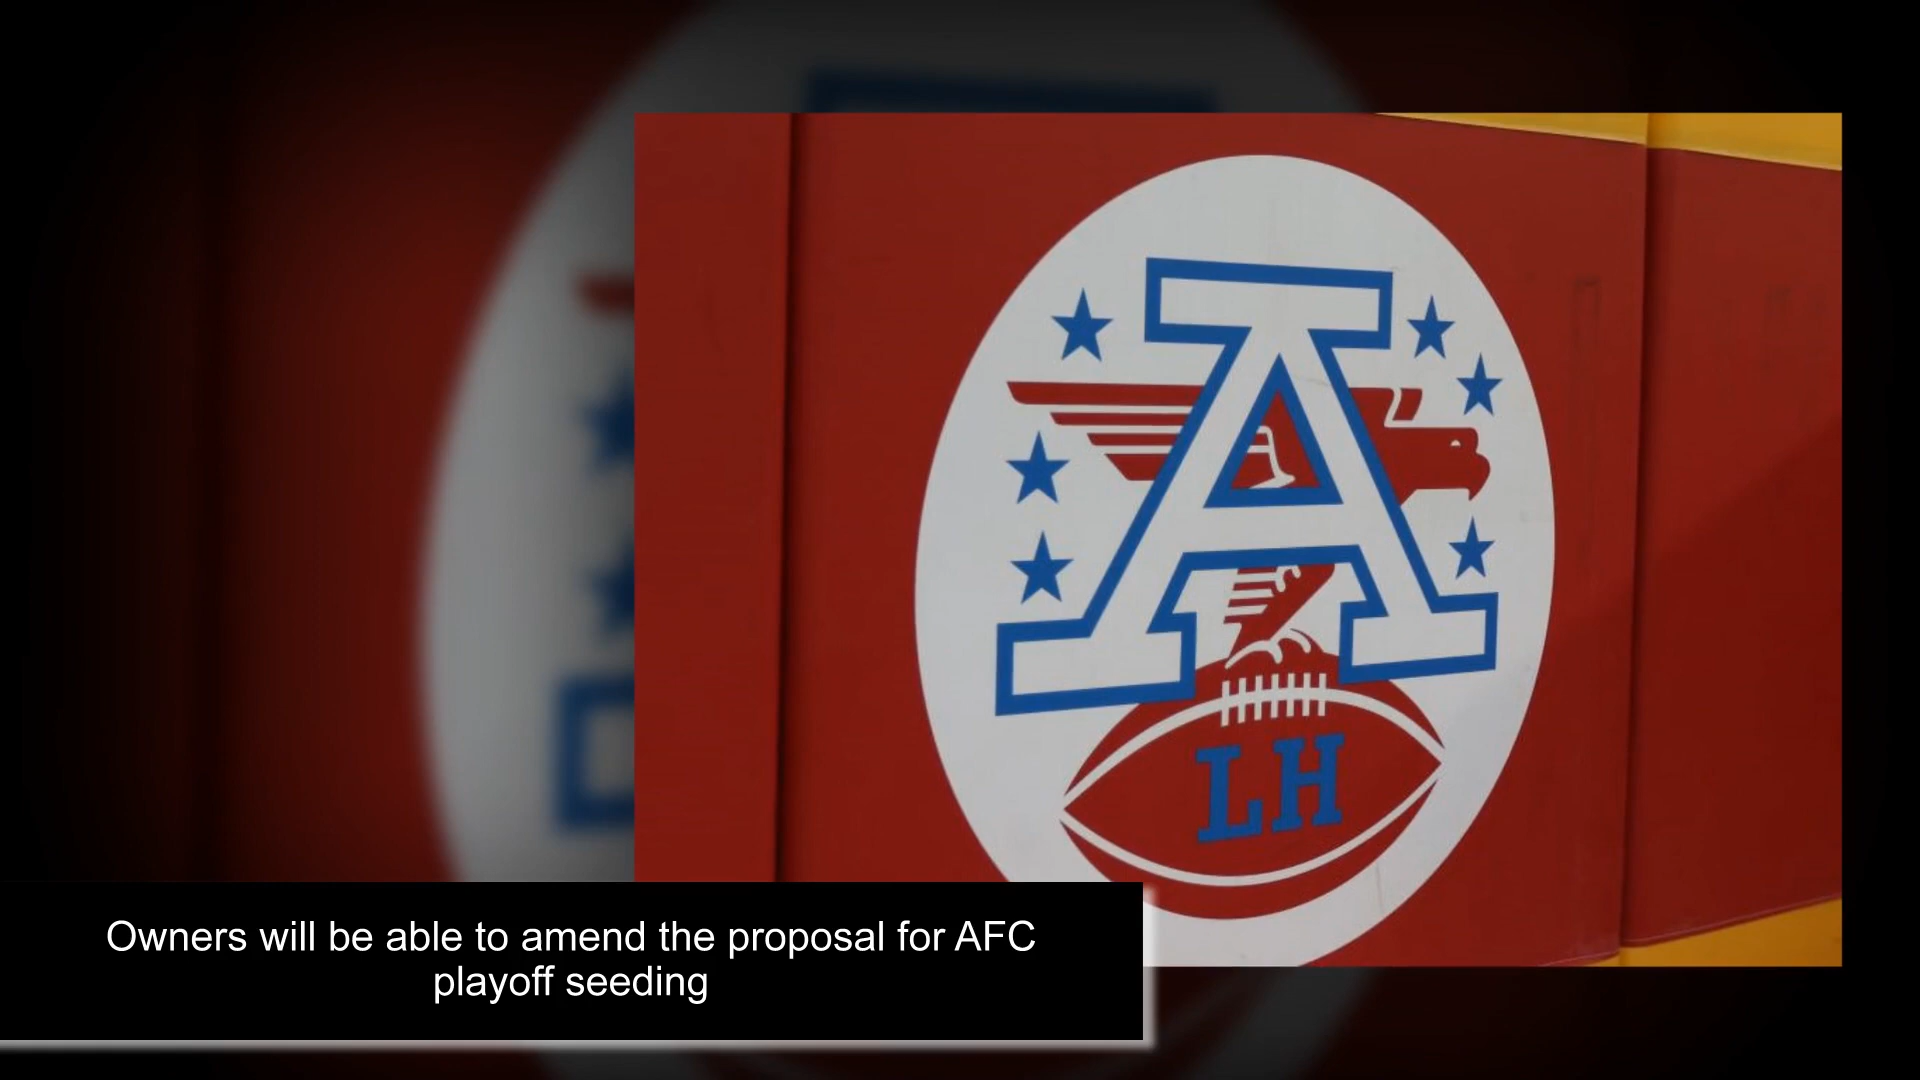 A
LH
Owners will be able to amend the proposal for AFC
playoff seeding